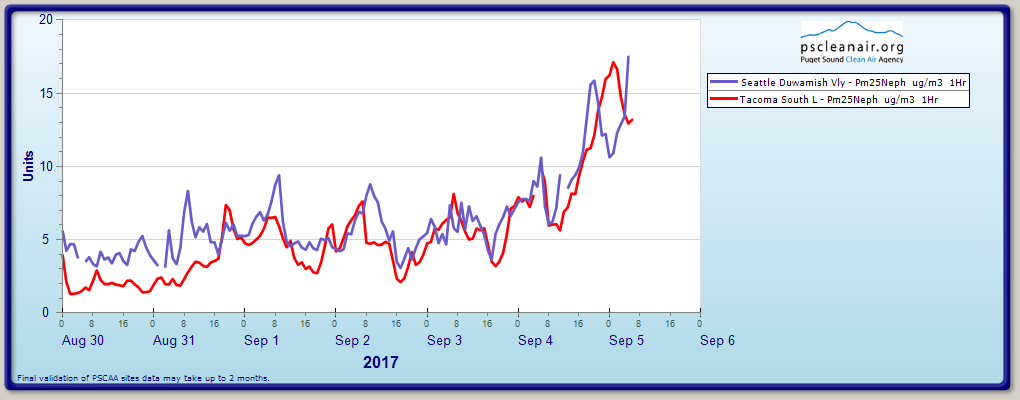 pscleanair.org
Puget Sound Clean Air Agency
Seattle Duwamish Vly - Pm25Neph ug/m3 1Hr
Tacoma South L - Pm25Neph ug/m3 1Hr
20
15
10
5
0
Units
0 8 16 0 8 16 0 8 16 0 8 16 0 8 16 0 8 16 0 8 16 0
Aug 30 Aug 31 Sep 1 Sep 2 Sep 3 Sep 4 Sep 5 Sep 6
2017
Final validation of PSCAA sites data may take up to 2 months.